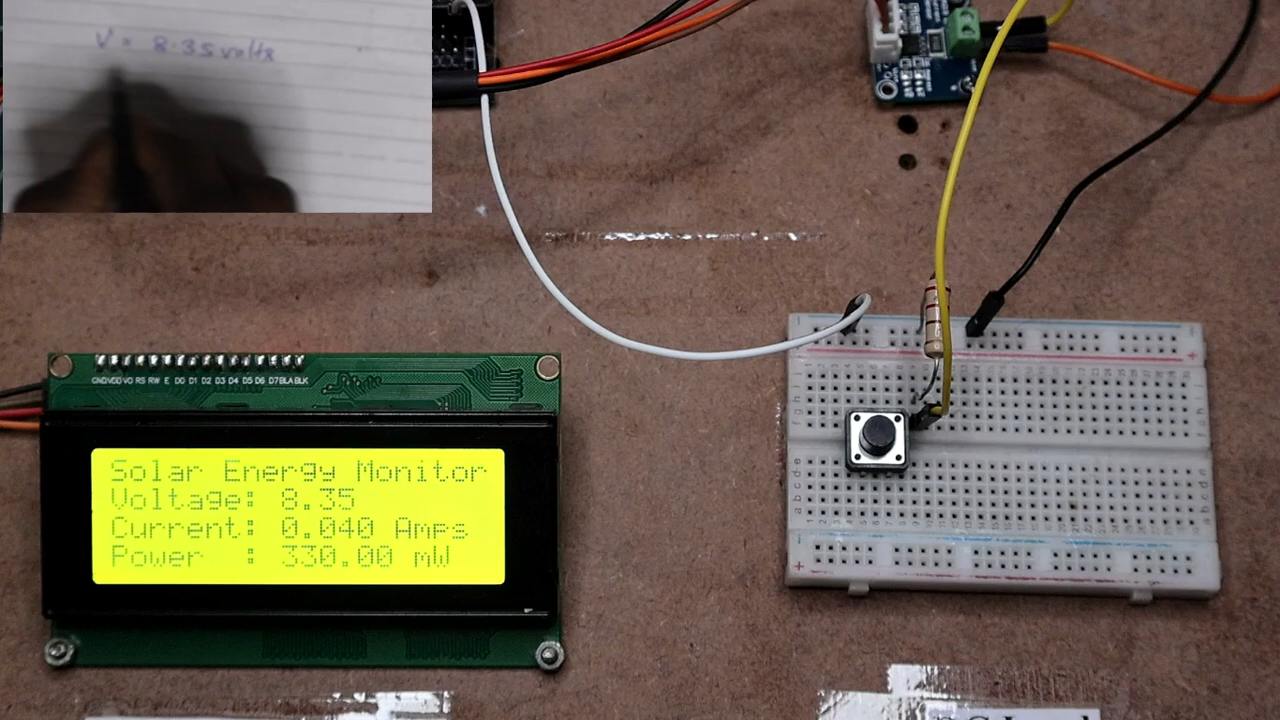 V = 8.35 volts
GND VDD VO RS RW E D0 D1 D2 D3 D4 D5 D6 D7 BLA BLK
Solar Energy Monitor
Voltage: 8.35
Current: 0.040 Amps
Power : 330.00 mW